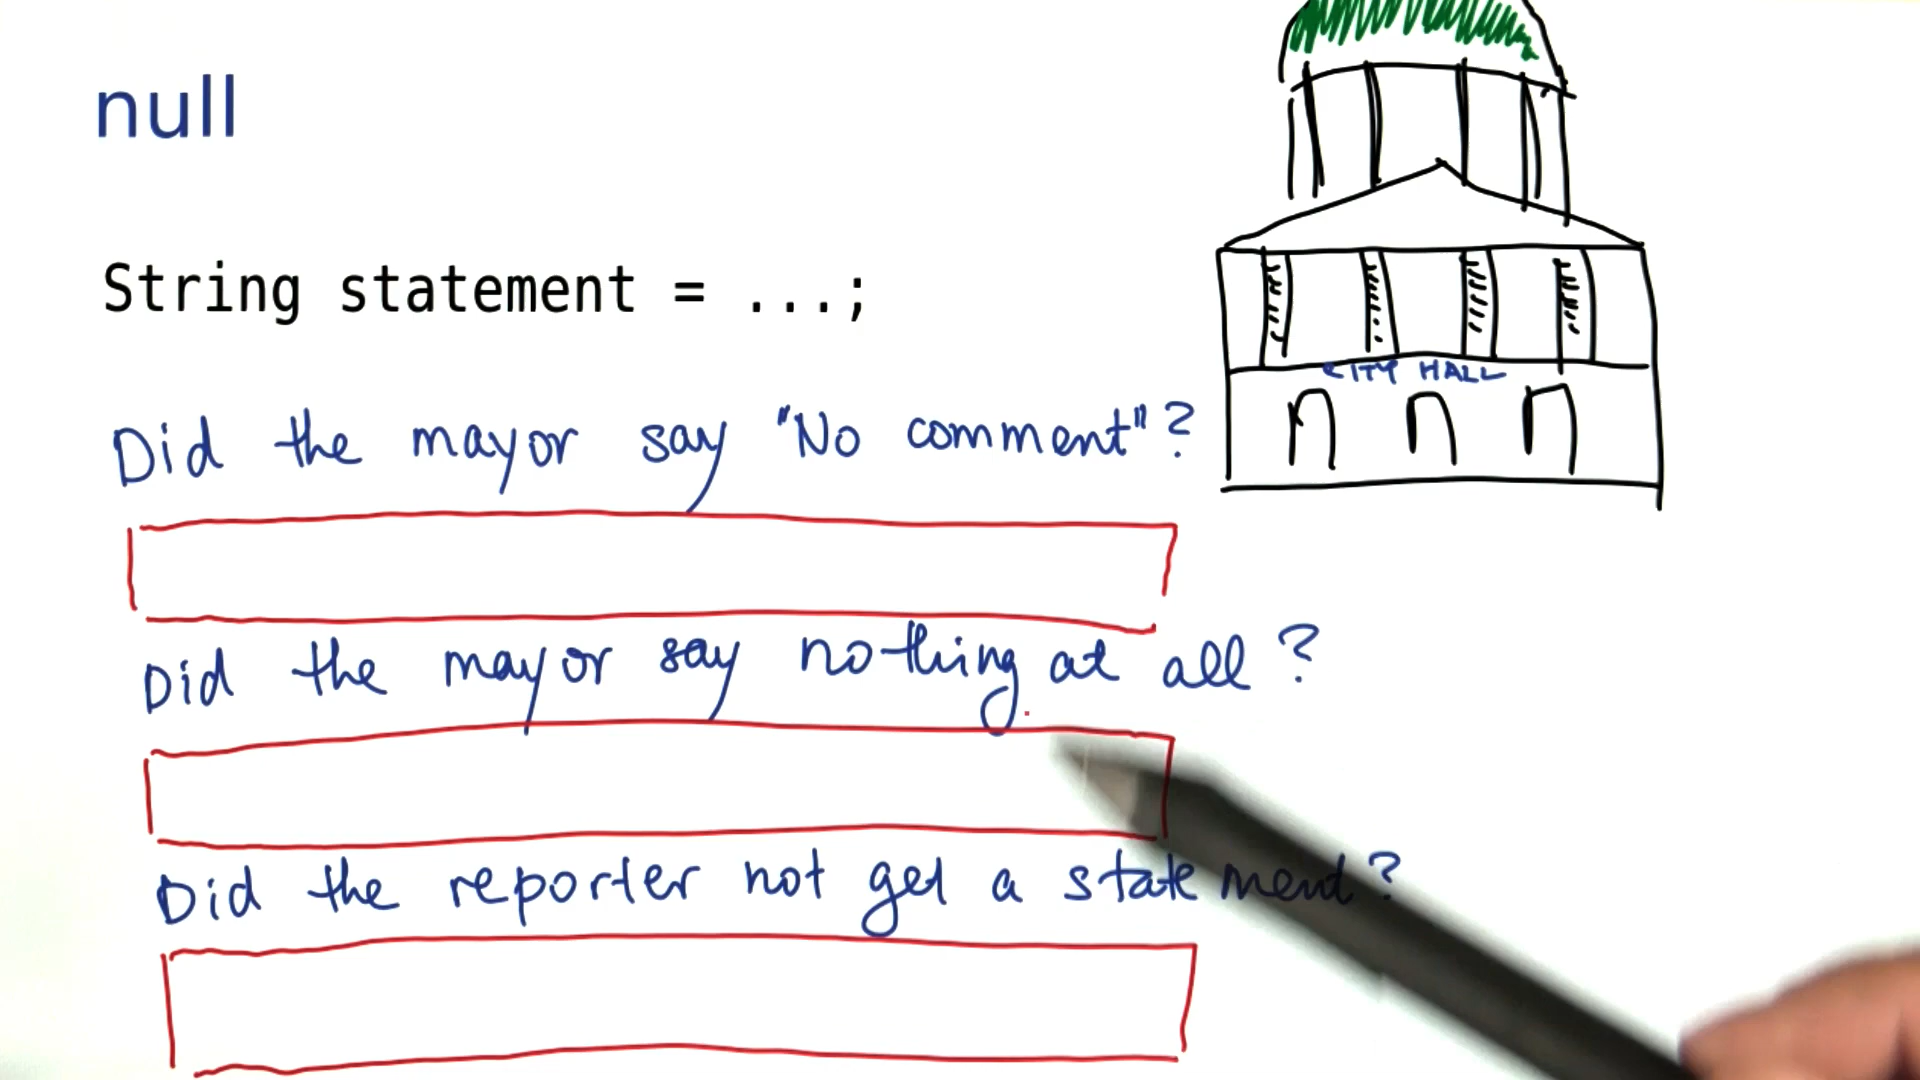 null
String statement = ...;
CITY HALL
Did the mayor say "No comment"?
Did the mayor say nothing at all?
Did the reporter not get a statement?